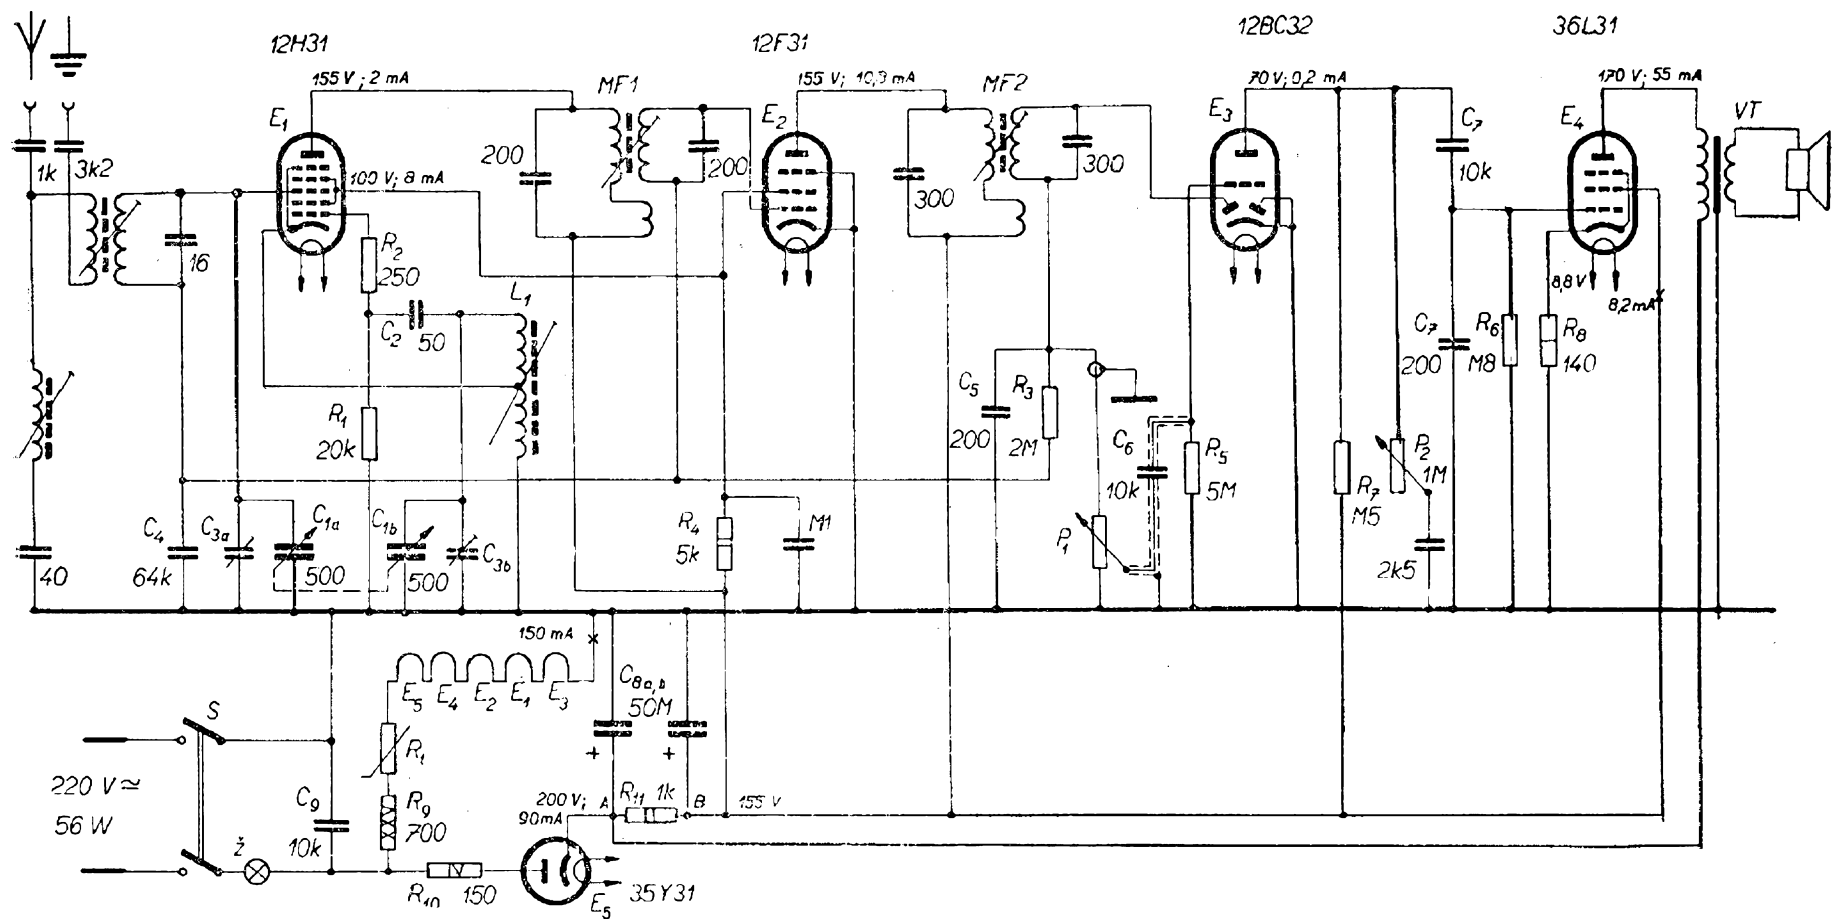 12H31
12F31
12BC32
36L31
155 V; 2 mA
MF1
155 V; 10,9 mA
MF2
70 V; 0,2 mA
170 V; 55 mA
E1
E2
E3
E4
C7
VT
1k
3k2
200
200
300
300
10k
100 V; 8 mA
16
R2
250
L1
C2
50
8,8 V
8,2 mA
C7
200
R6
M8
R8
140
R1
20k
C5
200
R3
2M
C6
10k
R5
5M
P2
1M
R7
M5
C4
64k
C3a
C1a
500
C1b
500
C3b
R4
5k
M1
P1
2k5
40
150 mA
E5
E4
E2
E1
E3
C8a,b
50M
+
+
S
R1
220 V ≃
56 W
C9
10k
R9
700
200 V;
90mA
A
R11
1k
B
155 V
ž
R10
150
E5
35Y31